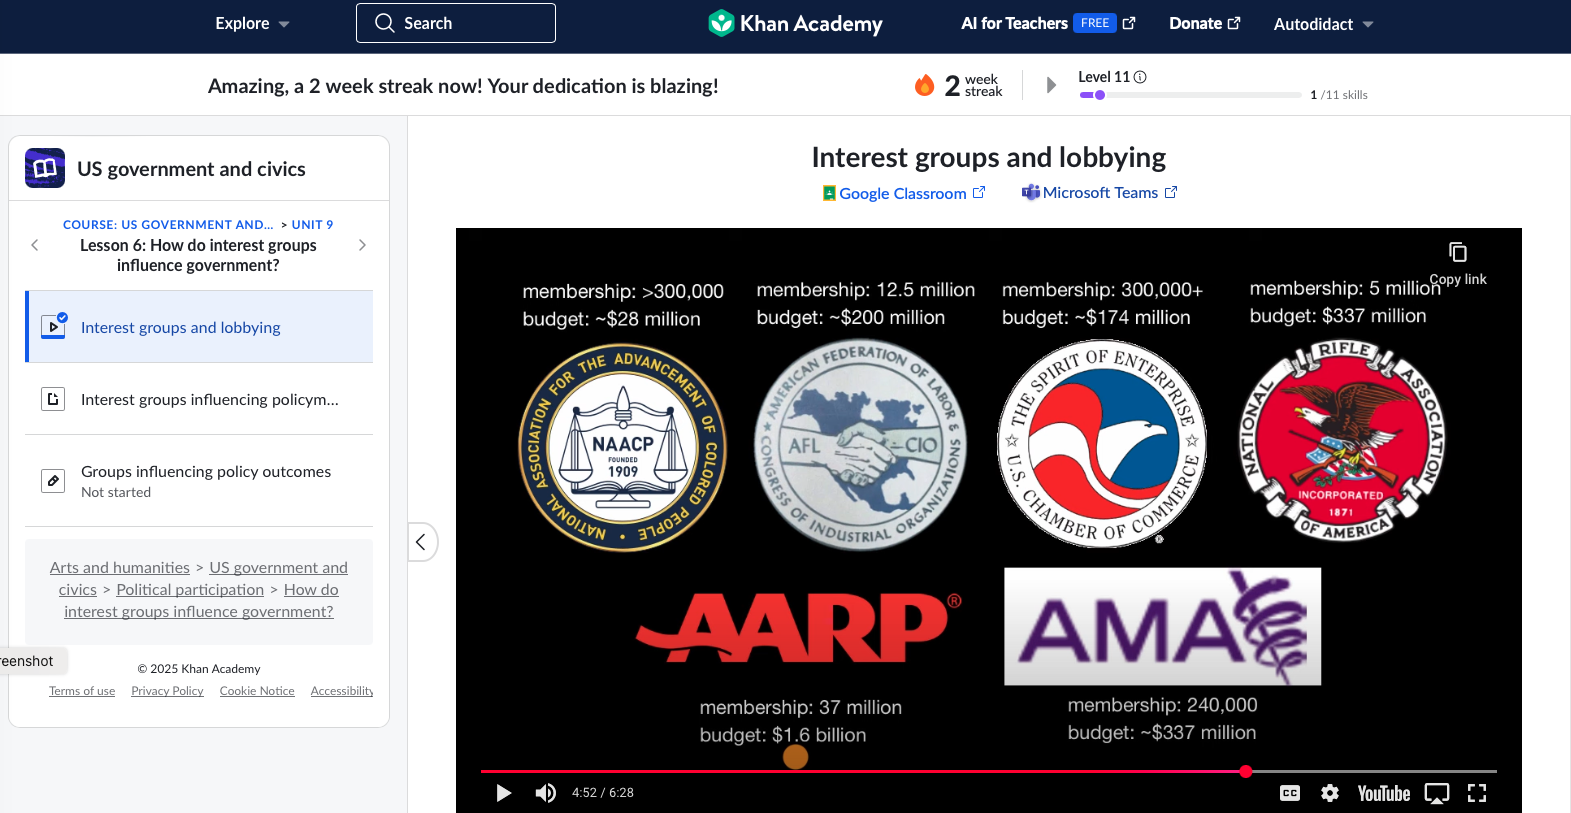 Explore
Search
Khan Academy
AI for Teachers FREE
Donate
Autodidact
Amazing, a 2 week streak now! Your dedication is blazing!
2 week streak
Level 11
1 /11 skills
US government and civics
COURSE: US GOVERNMENT AND... > UNIT 9
Lesson 6: How do interest groups
influence government?
Interest groups and lobbying
Interest groups influencing policym...
Groups influencing policy outcomes
Not started
Arts and humanities > US government and
civics > Political participation > How do
interest groups influence government?
reenshot
© 2025 Khan Academy
Terms of use Privacy Policy Cookie Notice Accessibility
Interest groups and lobbying
Google Classroom
Microsoft Teams
Copy link
membership: >300,000
budget: ~$28 million
membership: 12.5 million
budget: ~$200 million
membership: 300,000+
budget: ~$174 million
membership: 5 million
budget: $337 million
NATIONAL ASSOCIATION FOR THE ADVANCEMENT OF COLORED PEOPLE
NAACP
FOUNDED
1909
AMERICAN FEDERATION OF LABOR &
CONGRESS OF INDUSTRIAL ORGANIZATIONS
AFL CIO
THE SPIRIT OF ENTERPRISE
U.S. CHAMBER OF COMMERCE
®
NATIONAL RIFLE ASSOCIATION
INCORPORATED
1871
OF AMERICA
AARP®
AMA
membership: 37 million
budget: $1.6 billion
membership: 240,000
budget: ~$337 million
4:52 / 6:28
CC
YouTube